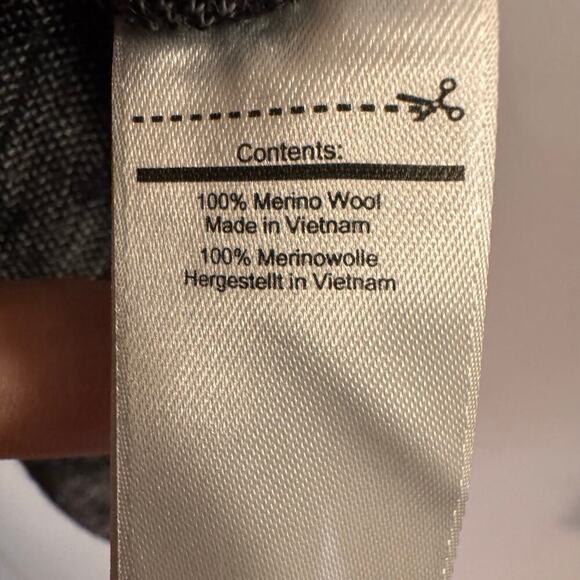 Contents:
100% Merino Wool
Made in Vietnam
100% Merinowolle
Hergestellt in Vietnam